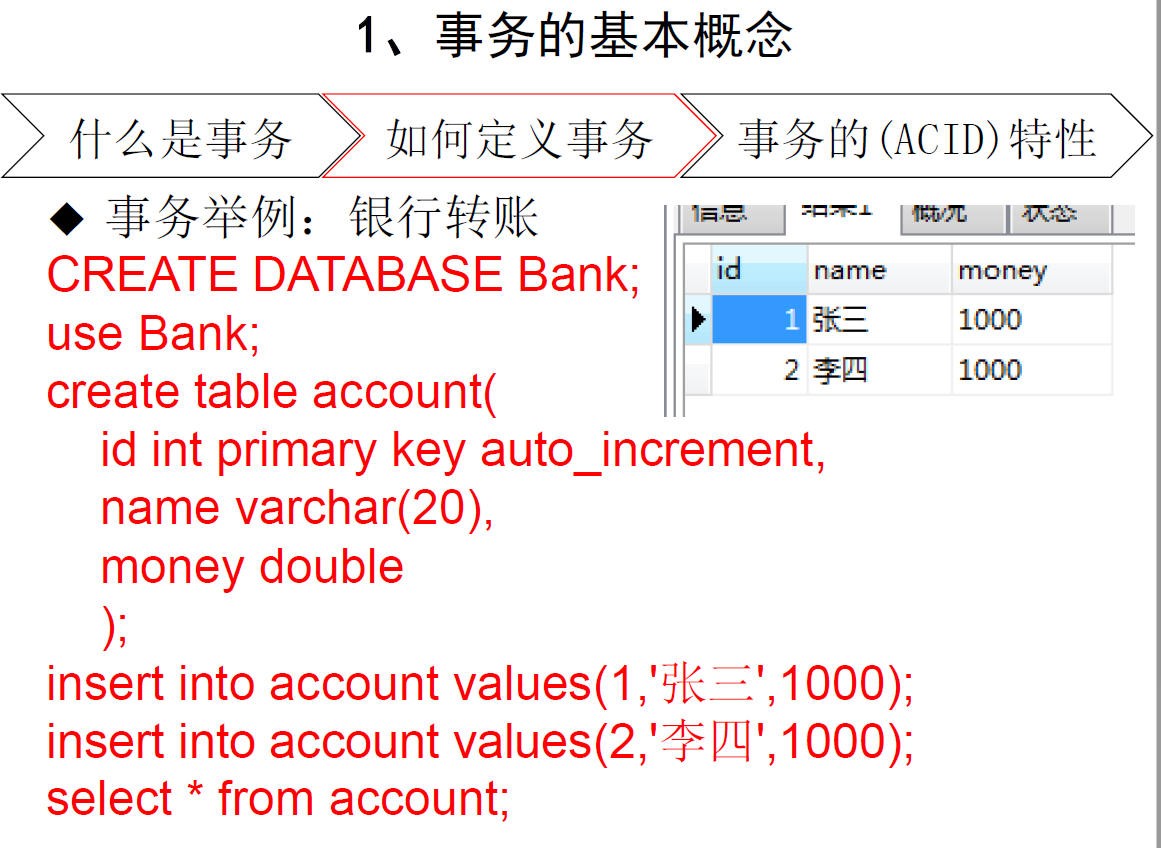 1、事务的基本概念
什么是事务 如何定义事务 事务的(ACID)特性
◆ 事务举例：银行转账
CREATE DATABASE Bank;
use Bank;
create table account(
id int primary key auto_increment,
name varchar(20),
money double
);
insert into account values(1,'张三',1000);
insert into account values(2,'李四',1000);
select * from account;
信息 结果1 概况 状态
id name money
1 张三 1000
2 李四 1000